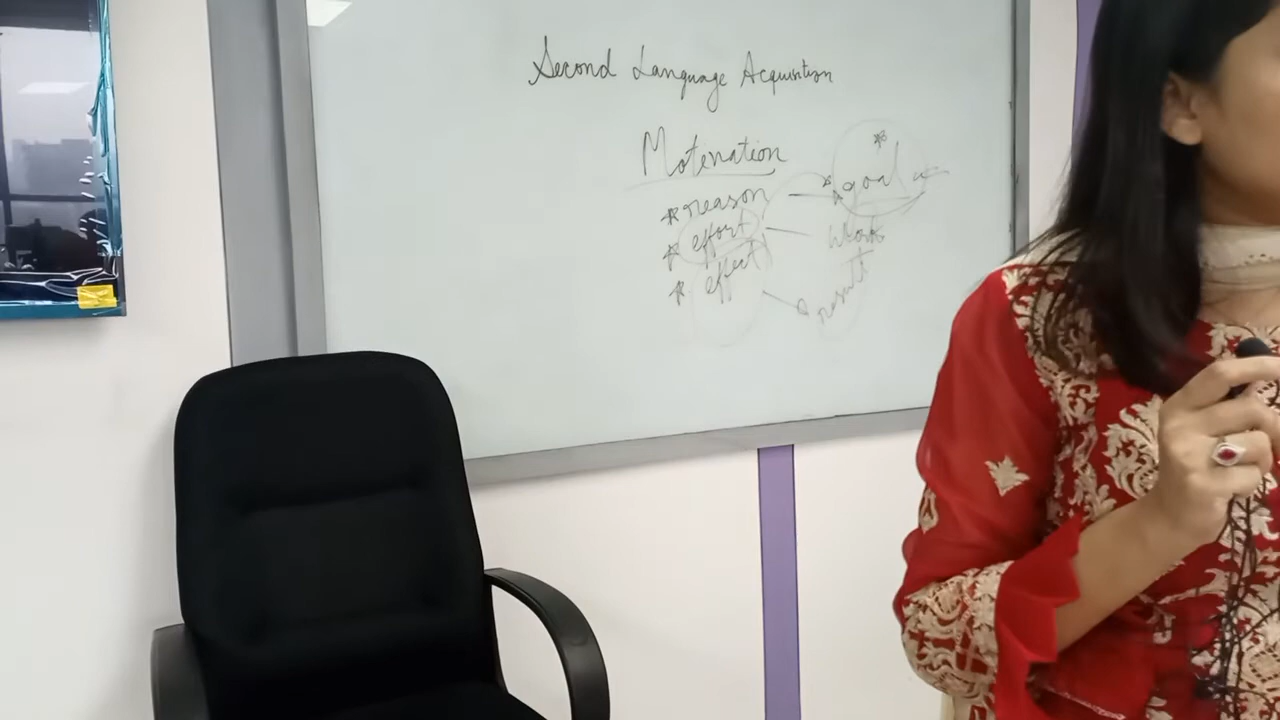 Second Language Acquisition
Motivation
* reason — * goal
* effort — Work
* effect — result